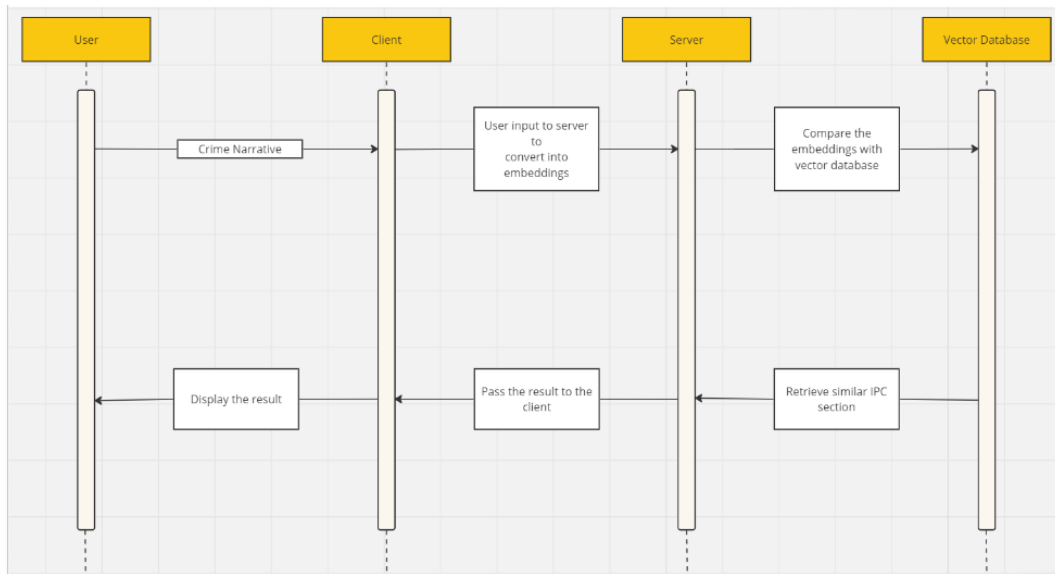 User
Client
Server
Vector Database
Crime Narrative
User input to server
to
convert into
embeddings
Compare the
embeddings with
vector database
Display the result
Pass the result to the
client
Retrieve similar IPC
section